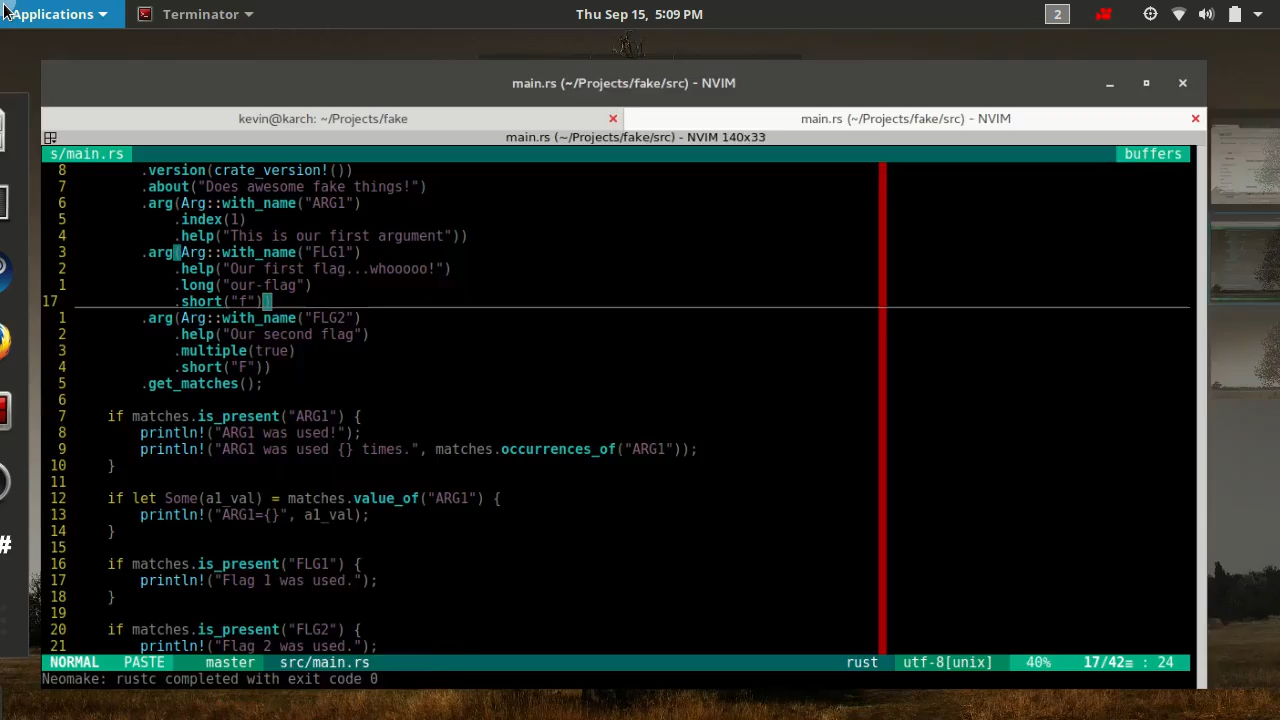 Applications
Terminator
Thu Sep 15, 5:09 PM
2
main.rs (~/Projects/fake/src) - NVIM
kevin@karch: ~/Projects/fake
main.rs (~/Projects/fake/src) - NVIM
main.rs (~/Projects/fake/src) - NVIM 140x33
s/main.rs buffers
8 .version(crate_version!())
7 .about("Does awesome fake things!")
6 .arg(Arg::with_name("ARG1")
5 .index(1)
4 .help("This is our first argument"))
3 .arg(Arg::with_name("FLG1")
2 .help("Our first flag...whooooo!")
1 .long("our-flag")
17 .short("f"))
1 .arg(Arg::with_name("FLG2")
2 .help("Our second flag")
3 .multiple(true)
4 .short("F"))
5 .get_matches();
6
7 if matches.is_present("ARG1") {
8 println!("ARG1 was used!");
9 println!("ARG1 was used {} times.", matches.occurrences_of("ARG1"));
10 }
11
12 if let Some(a1_val) = matches.value_of("ARG1") {
13 println!("ARG1={}", a1_val);
14 }
15
16 if matches.is_present("FLG1") {
17 println!("Flag 1 was used.");
18 }
19
20 if matches.is_present("FLG2") {
21 println!("Flag 2 was used.");
NORMAL PASTE master src/main.rs rust utf-8[unix] 40% 17/42≡ : 24
Neomake: rustc completed with exit code 0
#